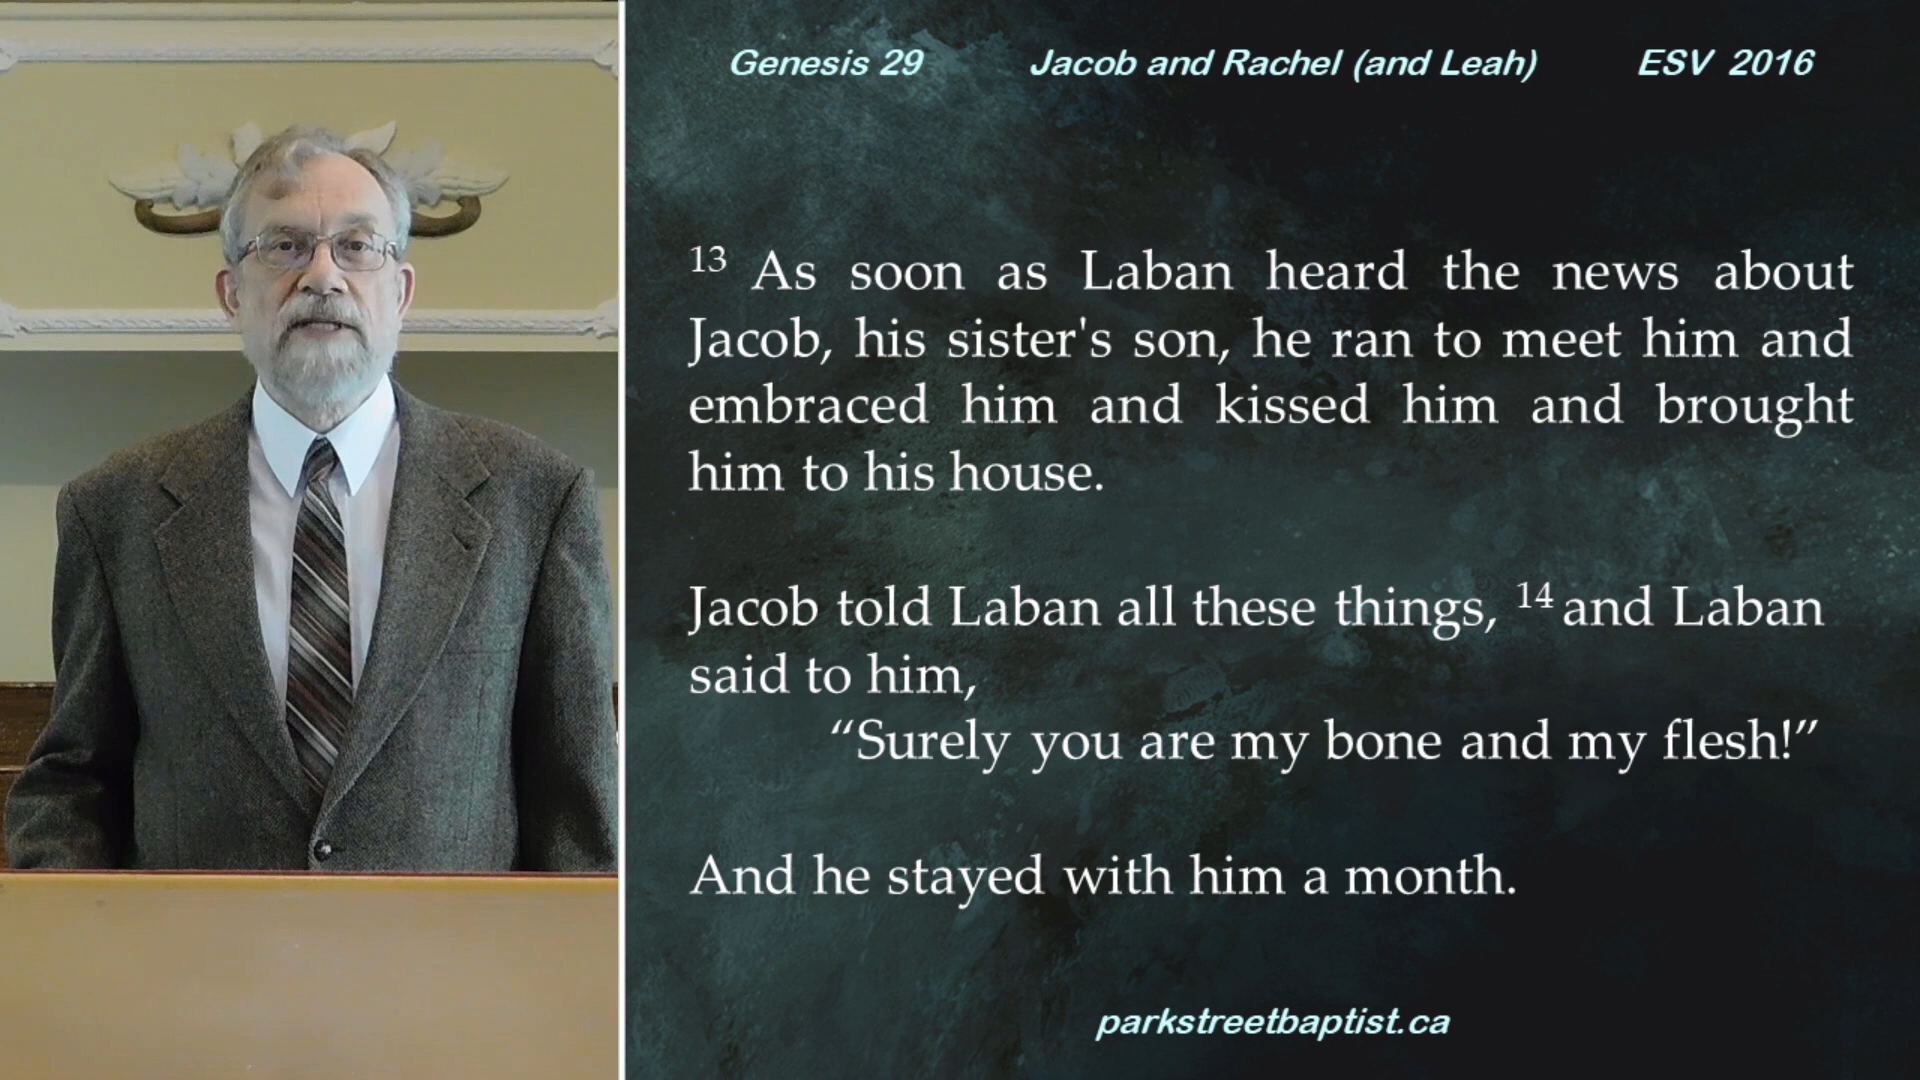 Genesis 29 Jacob and Rachel (and Leah) ESV 2016
13 As soon as Laban heard the news about
Jacob, his sister's son, he ran to meet him and
embraced him and kissed him and brought
him to his house.
Jacob told Laban all these things, 14 and Laban
said to him,
“Surely you are my bone and my flesh!”
And he stayed with him a month.
parkstreetbaptist.ca